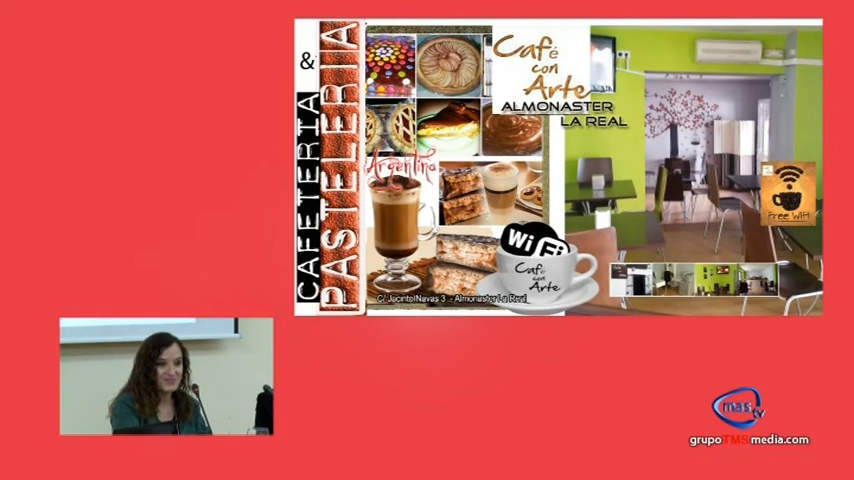 CAFETERIA & PASTELERIA
Argentina
Café
con
Arte
ALMONASTER
LA REAL
Free WiFi
WiFi
Café
con
Arte
C/ Jacinto Navas 3 - Almonaster La Real
mas tv
grupoTMSmedia.com